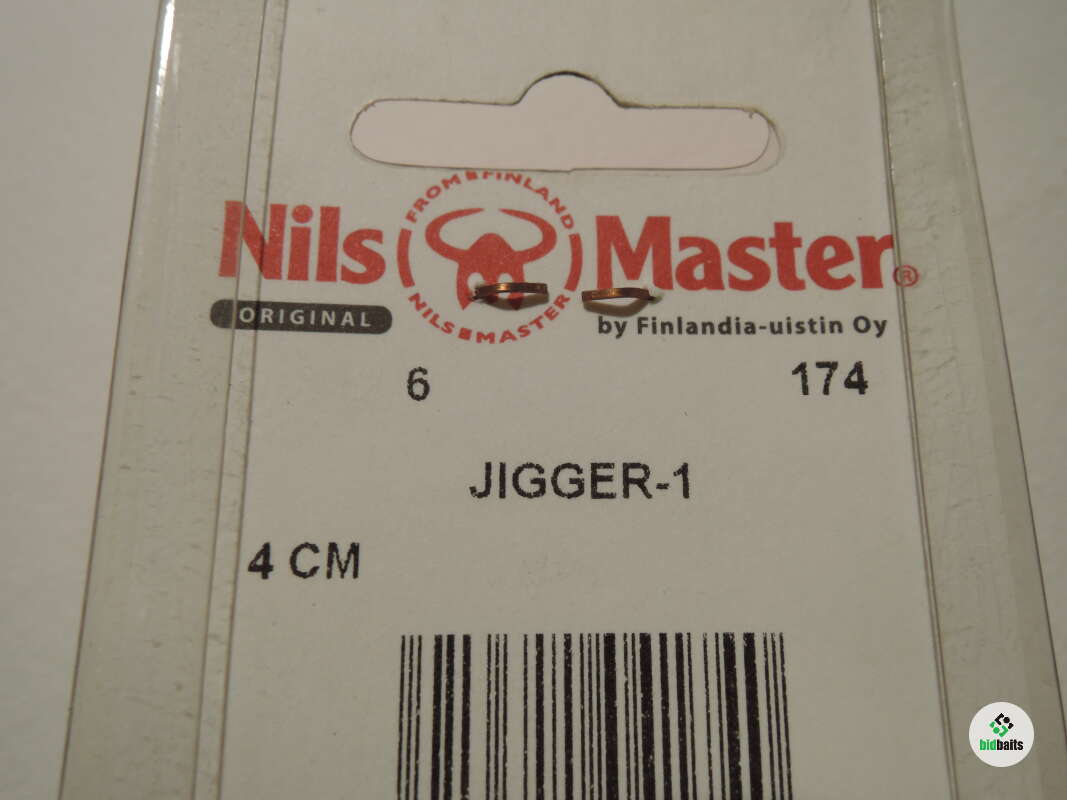 FROM FINLAND
Nils Master®
NILS MASTER
ORIGINAL
by Finlandia-uistin Oy
6 174
JIGGER-1
4 CM
bidbaits